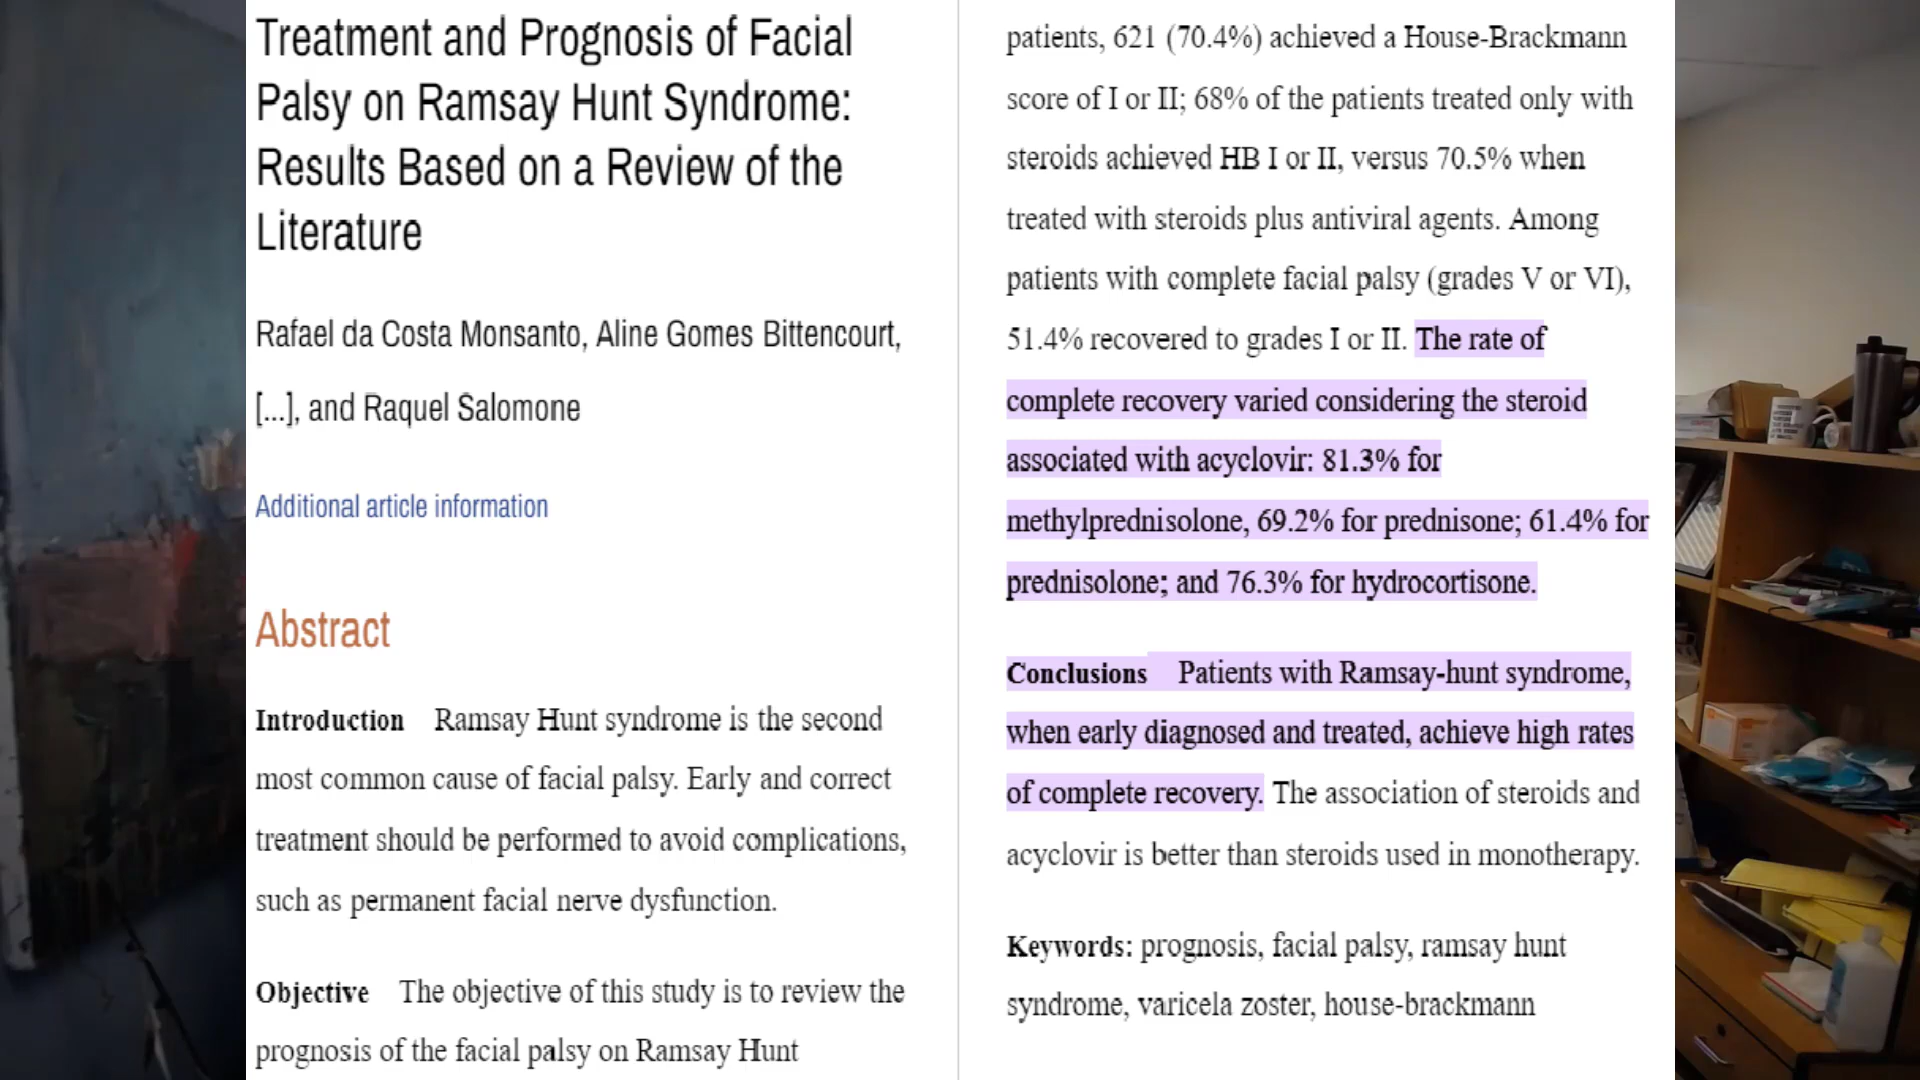 Treatment and Prognosis of Facial
Palsy on Ramsay Hunt Syndrome:
Results Based on a Review of the
Literature
Rafael da Costa Monsanto, Aline Gomes Bittencourt,
[...], and Raquel Salomone
Additional article information
Abstract
Introduction Ramsay Hunt syndrome is the second
most common cause of facial palsy. Early and correct
treatment should be performed to avoid complications,
such as permanent facial nerve dysfunction.
Objective The objective of this study is to review the
prognosis of the facial palsy on Ramsay Hunt
patients, 621 (70.4%) achieved a House-Brackmann
score of I or II; 68% of the patients treated only with
steroids achieved HB I or II, versus 70.5% when
treated with steroids plus antiviral agents. Among
patients with complete facial palsy (grades V or VI),
51.4% recovered to grades I or II. The rate of
complete recovery varied considering the steroid
associated with acyclovir: 81.3% for
methylprednisolone, 69.2% for prednisone; 61.4% for
prednisolone; and 76.3% for hydrocortisone.
Conclusions Patients with Ramsay-hunt syndrome,
when early diagnosed and treated, achieve high rates
of complete recovery. The association of steroids and
acyclovir is better than steroids used in monotherapy.
Keywords: prognosis, facial palsy, ramsay hunt
syndrome, varicela zoster, house-brackmann